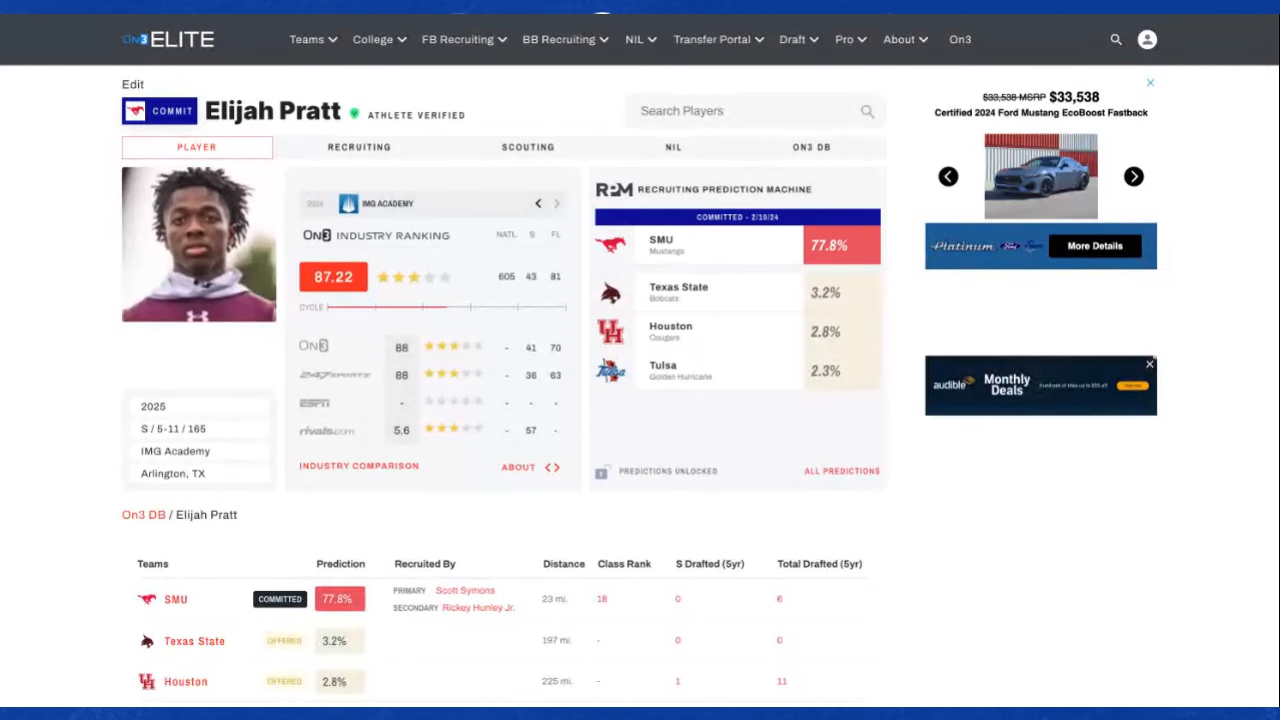 On3 ELITE Teams College FB Recruiting BB Recruiting NIL Transfer Portal Draft Pro About On3
Edit
COMMIT Elijah Pratt ATHLETE VERIFIED Search Players
PLAYER RECRUITING SCOUTING NIL ON3 DB
2024 IMG ACADEMY
On3 INDUSTRY RANKING NATL S FL
87.22 605 43 81
CYCLE
On3 88 - 41 70
247SPORTS 88 - 36 63
ESPN - - - -
rivals.com 5.6 - 57 -
INDUSTRY COMPARISON ABOUT
2025
S / 5-11 / 165
IMG Academy
Arlington, TX
RPM RECRUITING PREDICTION MACHINE
COMMITTED - 2/10/24
SMU
Mustangs
77.8%
Texas State
Bobcats
3.2%
Houston
Cougars
2.8%
Tulsa
Golden Hurricane
2.3%
PREDICTIONS UNLOCKED ALL PREDICTIONS
$33,538 MSRP $33,538
Certified 2024 Ford Mustang EcoBoost Fastback
Platinum Ford More Details
audible Monthly
Deals
On3 DB / Elijah Pratt
Teams Prediction Recruited By Distance Class Rank S Drafted (5yr) Total Drafted (5yr)
SMU COMMITTED 77.8% PRIMARY Scott Symons 23 mi. 18 0 6
SECONDARY Rickey Hunley Jr.
Texas State OFFERED 3.2% 197 mi. - 0 0
Houston OFFERED 2.8% 225 mi. - 1 11